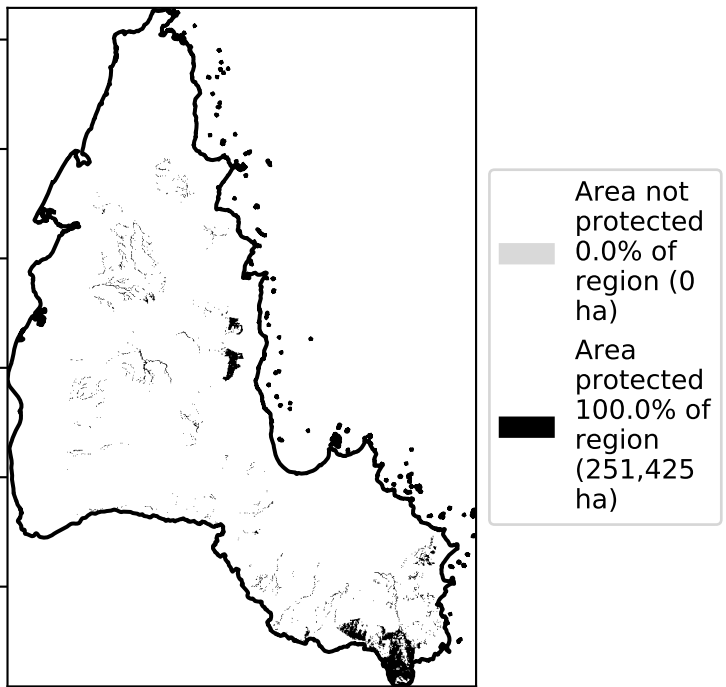 Area not
protected
0.0% of
region (0
ha)
Area
protected
100.0% of
region
(251,425
ha)